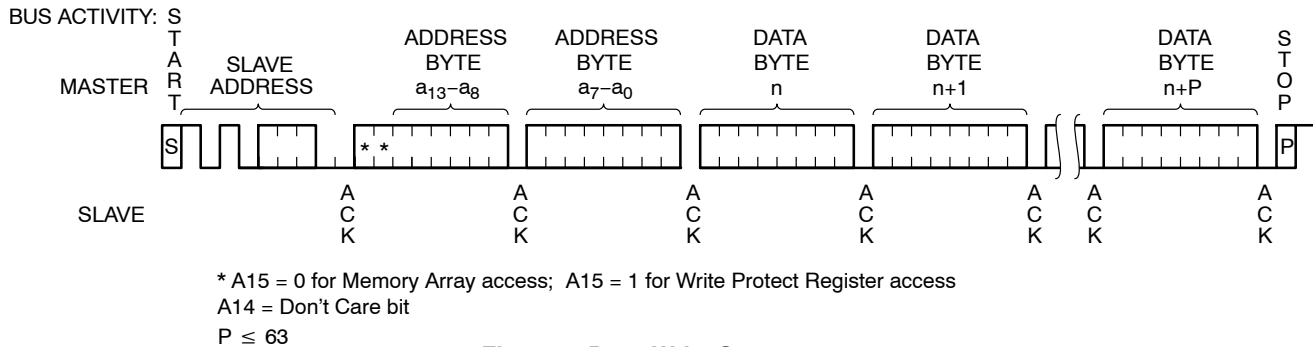 BUS ACTIVITY: START
MASTER
SLAVE ADDRESS
ADDRESS BYTE a13–a8
ADDRESS BYTE a7–a0
DATA BYTE n
DATA BYTE n+1
DATA BYTE n+P
STOP
S
* *
P
SLAVE
ACK
ACK
ACK
ACK
ACK
ACK
ACK
* A15 = 0 for Memory Array access; A15 = 1 for Write Protect Register access
A14 = Don't Care bit
P ≤ 63